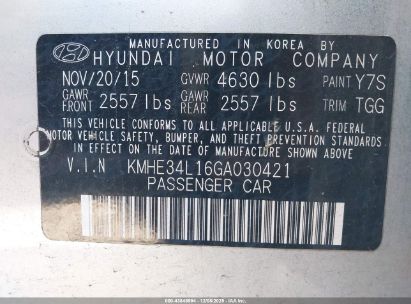 MANUFACTURED IN KOREA BY
HYUNDAI MOTOR COMPANY
NOV/20/15 GVWR 4630 lbs PAINT Y7S
GAWR FRONT 2557 lbs GAWR REAR 2557 lbs TRIM TGG
THIS VEHICLE CONFORMS TO ALL APPLICABLE U.S.A. FEDERAL
MOTOR VEHICLE SAFETY, BUMPER, AND THEFT PREVENTION STANDARDS
IN EFFECT ON THE DATE OF MANUFACTURE SHOWN ABOVE.
V.I.N KMHE34L16GA030421
PASSENGER CAR